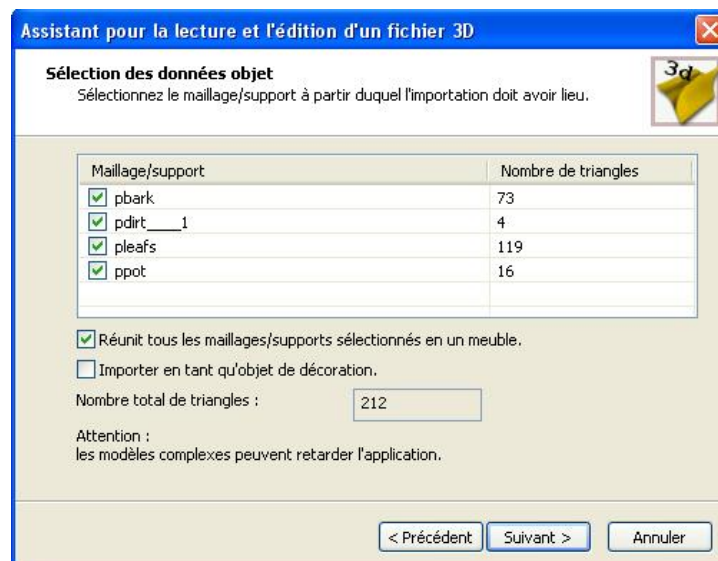 Assistant pour la lecture et l'édition d'un fichier 3D
Sélection des données objet
Sélectionnez le maillage/support à partir duquel l'importation doit avoir lieu.
3d
Maillage/support Nombre de triangles
pbark 73
pdirt____1 4
pleafs 119
ppot 16
Réunit tous les maillages/supports sélectionnés en un meuble.
Importer en tant qu'objet de décoration.
Nombre total de triangles : 212
Attention :
les modèles complexes peuvent retarder l'application.
< Précédent Suivant > Annuler